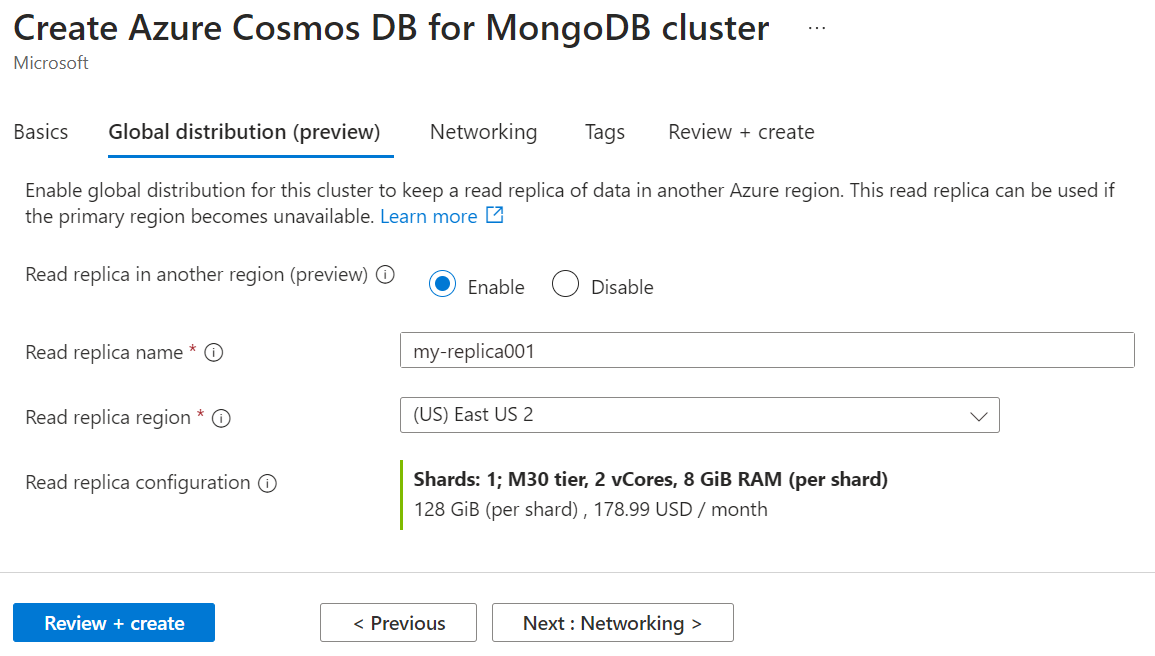 Create Azure Cosmos DB for MongoDB cluster ...
Microsoft
Basics Global distribution (preview) Networking Tags Review + create
Enable global distribution for this cluster to keep a read replica of data in another Azure region. This read replica can be used if
the primary region becomes unavailable. Learn more
Read replica in another region (preview) Enable Disable
Read replica name * my-replica001
Read replica region * (US) East US 2
Read replica configuration Shards: 1; M30 tier, 2 vCores, 8 GiB RAM (per shard)
128 GiB (per shard) , 178.99 USD / month
Review + create < Previous Next : Networking >